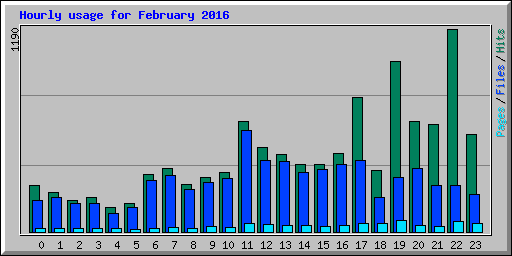 Hourly usage for February 2016
1190
Pages / Files / Hits
0 1 2 3 4 5 6 7 8 9 10 11 12 13 14 15 16 17 18 19 20 21 22 23